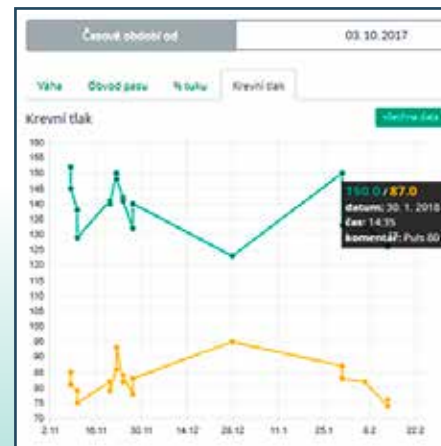 Časové období od 03.10.2017
Váha Obvod pasu % tuku Krevní tlak
Krevní tlak všechna data
160
155
150
145
140
135
130
125
120
115
110
105
100
95
90
85
80
75
70
150.0 / 87.0
datum: 30. 1. 2018
čas: 14:35
komentář: Puls 80
2.11 16.11 30.11 14.12 28.12 11.1 25.1 8.2 22.2